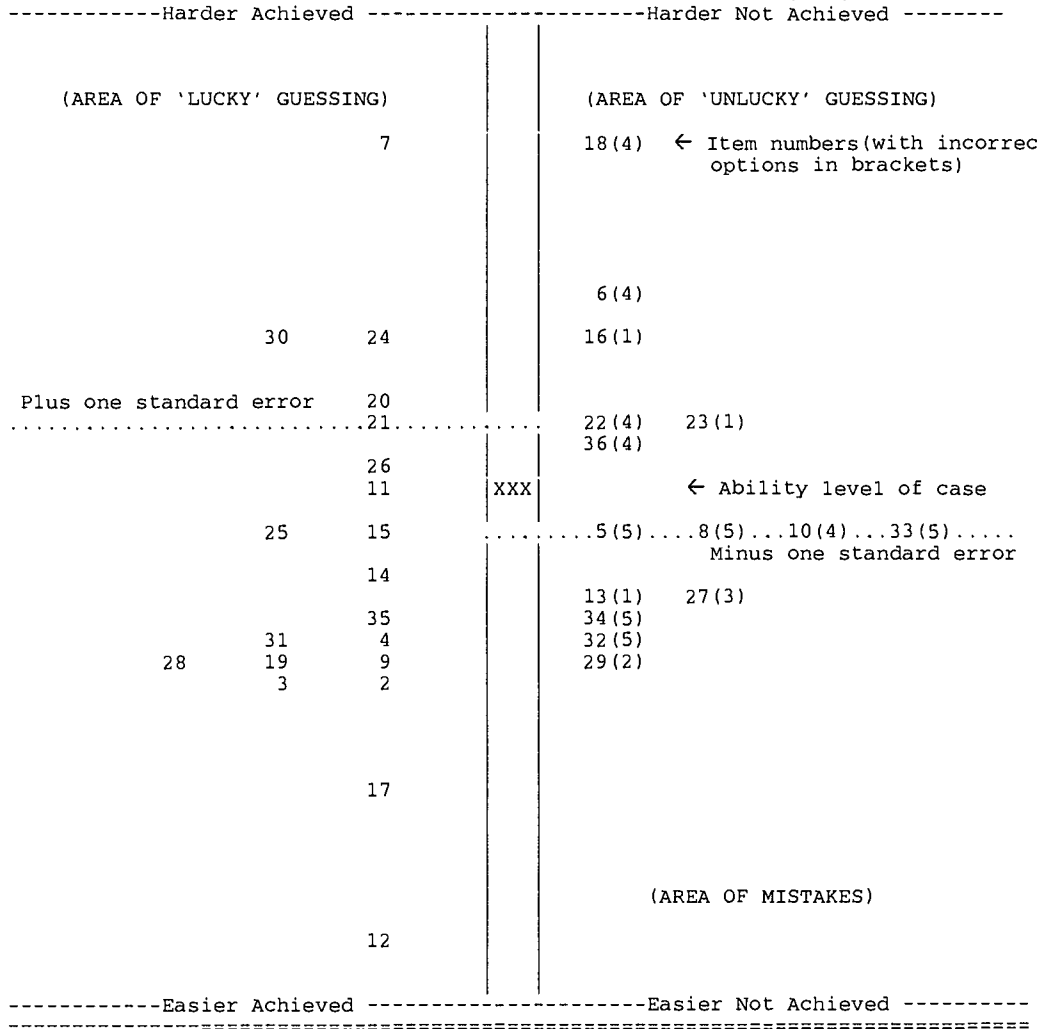 ------------Harder Achieved ----------------------Harder Not Achieved --------
(AREA OF 'LUCKY' GUESSING) (AREA OF 'UNLUCKY' GUESSING)
7 18(4) ← Item numbers(with incorrec
options in brackets)
6(4)
30 24 16(1)
Plus one standard error 20
21 22(4) 23(1)
36(4)
26
11 XXX ← Ability level of case
25 15 5(5)....8(5)...10(4)...33(5).....
Minus one standard error
14
13(1) 27(3)
35 34(5)
31 4 32(5)
28 19 9 29(2)
3 2
17
(AREA OF MISTAKES)
12
------------Easier Achieved ----------------------Easier Not Achieved ----------